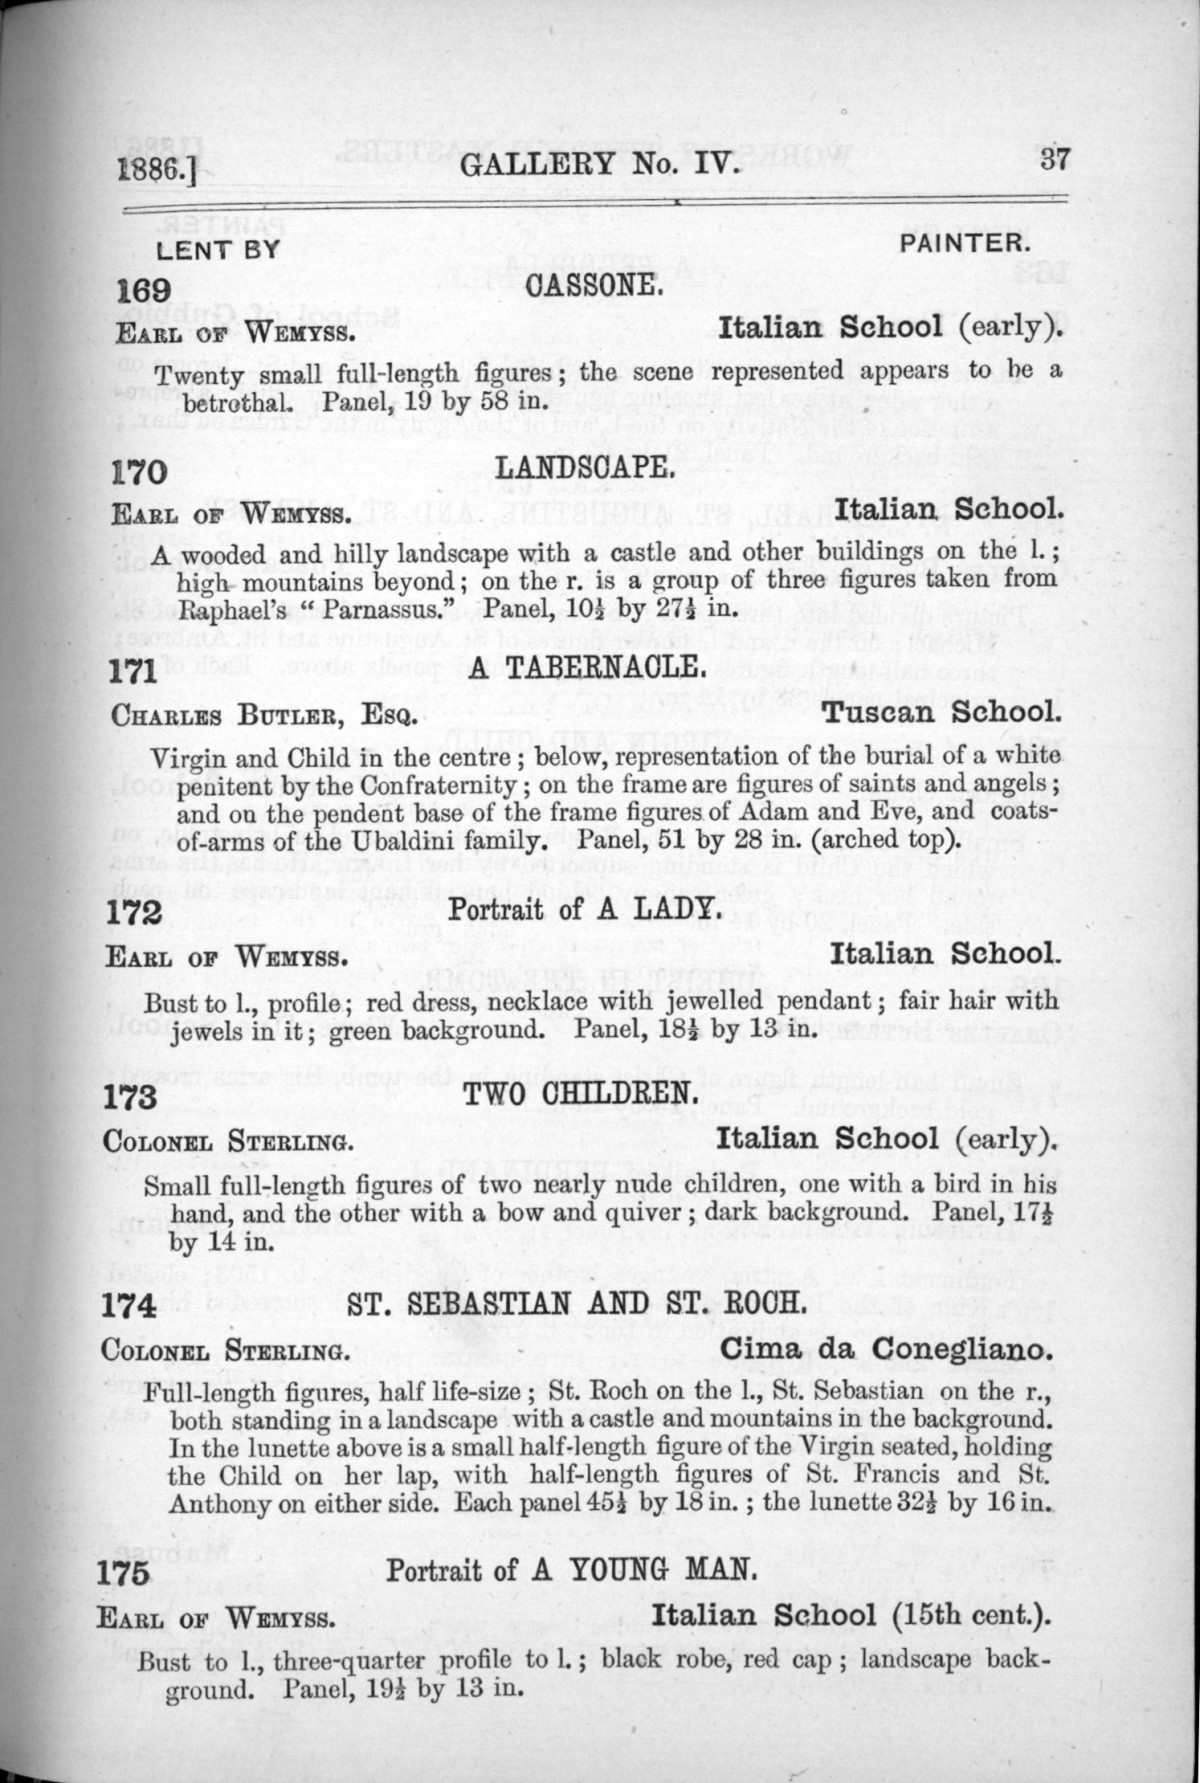 1886.] GALLERY No. IV. 37
LENT BY PAINTER.
169 CASSONE.
EARL OF WEMYSS. Italian School (early).
Twenty small full-length figures; the scene represented appears to be a
betrothal. Panel, 19 by 58 in.
170 LANDSCAPE.
EARL OF WEMYSS. Italian School.
A wooded and hilly landscape with a castle and other buildings on the l.;
high mountains beyond; on the r. is a group of three figures taken from
Raphael's "Parnassus." Panel, 10½ by 27½ in.
171 A TABERNACLE.
CHARLES BUTLER, ESQ. Tuscan School.
Virgin and Child in the centre; below, representation of the burial of a white
penitent by the Confraternity; on the frame are figures of saints and angels;
and on the pendent base of the frame figures of Adam and Eve, and coats-
of-arms of the Ubaldini family. Panel, 51 by 28 in. (arched top).
172 Portrait of A LADY.
EARL OF WEMYSS. Italian School.
Bust to l., profile; red dress, necklace with jewelled pendant; fair hair with
jewels in it; green background. Panel, 18½ by 13 in.
173 TWO CHILDREN.
COLONEL STERLING. Italian School (early).
Small full-length figures of two nearly nude children, one with a bird in his
hand, and the other with a bow and quiver; dark background. Panel, 17½
by 14 in.
174 ST. SEBASTIAN AND ST. ROCH.
COLONEL STERLING. Cima da Conegliano.
Full-length figures, half life-size; St. Roch on the l., St. Sebastian on the r.,
both standing in a landscape with a castle and mountains in the background.
In the lunette above is a small half-length figure of the Virgin seated, holding
the Child on her lap, with half-length figures of St. Francis and St.
Anthony on either side. Each panel 45½ by 18 in.; the lunette 32½ by 16 in.
175 Portrait of A YOUNG MAN.
EARL OF WEMYSS. Italian School (15th cent.).
Bust to l., three-quarter profile to l.; black robe, red cap; landscape back-
ground. Panel, 19½ by 13 in.